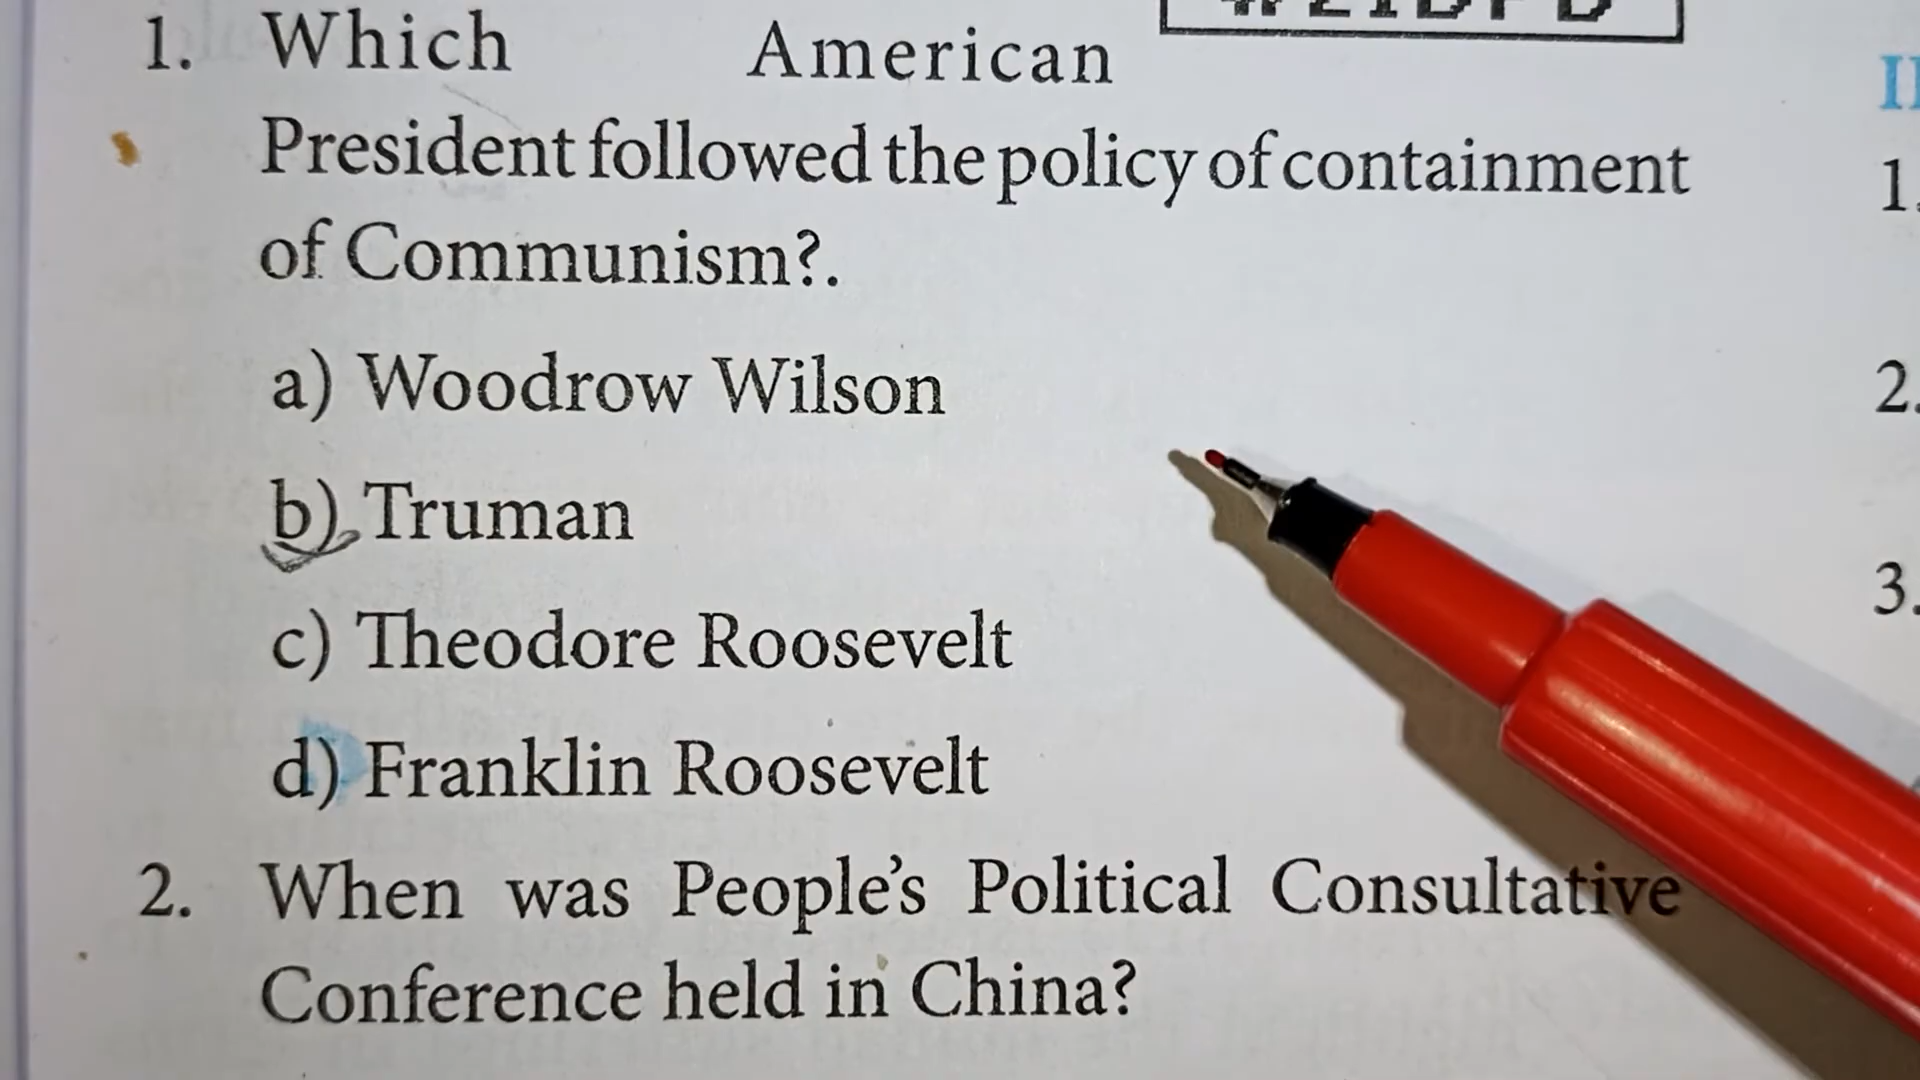 1. Which American
President followed the policy of containment
of Communism?.
a) Woodrow Wilson
b) Truman
c) Theodore Roosevelt
d) Franklin Roosevelt
2. When was People’s Political Consultative
Conference held in China?
1.
2.
3.